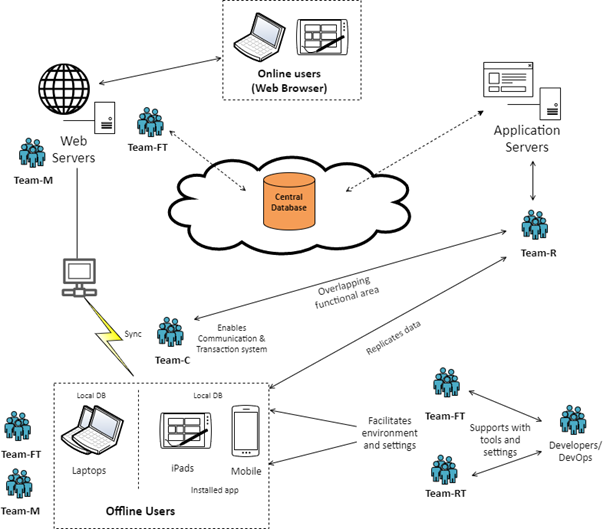 Online users
(Web Browser)
Web
Servers
Team-FT
Team-M
Application
Servers
Central
Database
Team-R
Overlapping
functional area
Sync
Enables
Communication &
Transaction system
Team-C
Replicates data
Local DB
Local DB
Laptops
iPads
Mobile
Installed app
Offline Users
Team-FT
Team-M
Facilitates
environment
and settings
Team-FT
Supports with
tools and
settings
Team-RT
Developers/
DevOps